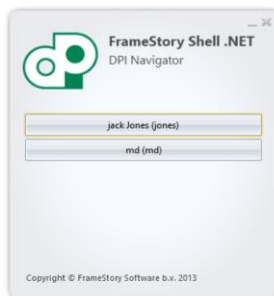 FrameStory Shell .NET
DPI Navigator
jack Jones (jones)
md (md)
Copyright © FrameStory Software b.v. 2013